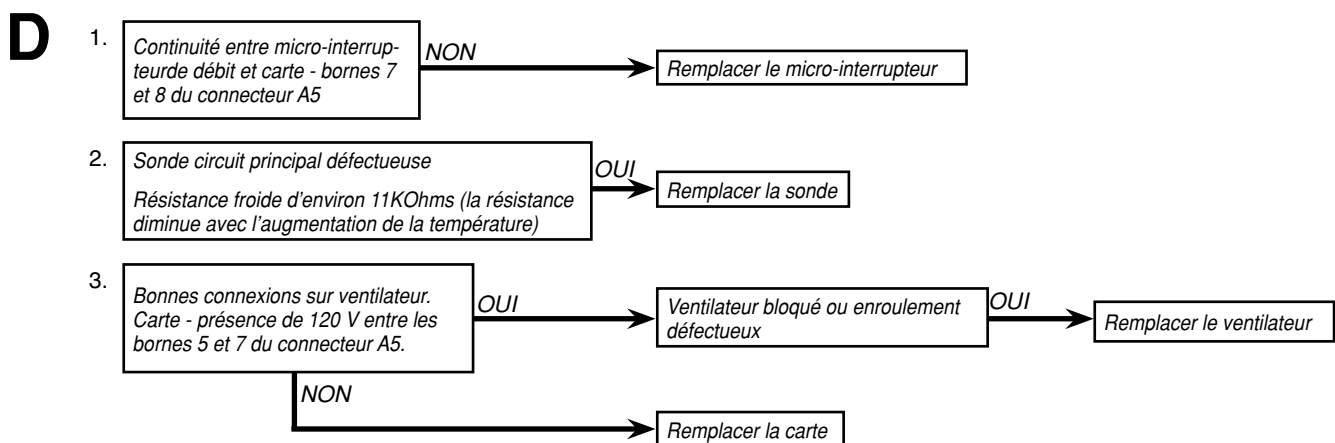 D
1.
Continuité entre micro-interrup-
teurde débit et carte - bornes 7
et 8 du connecteur A5
NON
Remplacer le micro-interrupteur
2.
Sonde circuit principal défectueuse
Résistance froide d'environ 11KOhms (la résistance
diminue avec l'augmentation de la température)
OUI
Remplacer la sonde
3.
Bonnes connexions sur ventilateur.
Carte - présence de 120 V entre les
bornes 5 et 7 du connecteur A5.
OUI
Ventilateur bloqué ou enroulement
défectueux
OUI
Remplacer le ventilateur
NON
Remplacer la carte